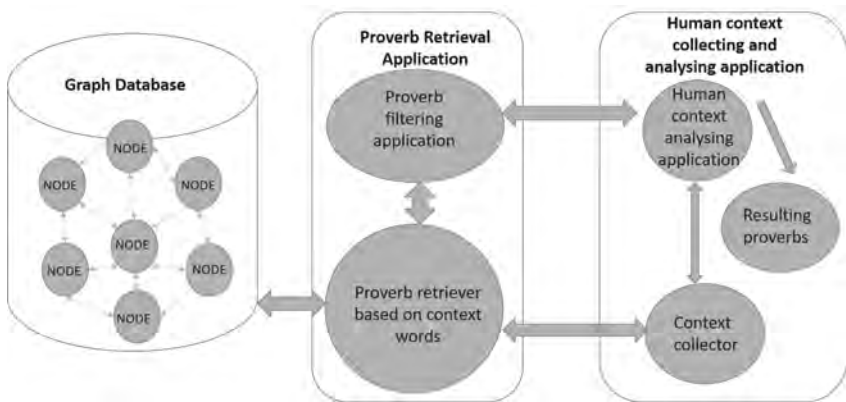 Graph Database
NODE
NODE
NODE
NODE
NODE
NODE
NODE
Proverb Retrieval
Application
Proverb
filtering
application
Proverb retriever
based on context
words
Human context
collecting and
analysing application
Human
context
analysing
application
Resulting
proverbs
Context
collector